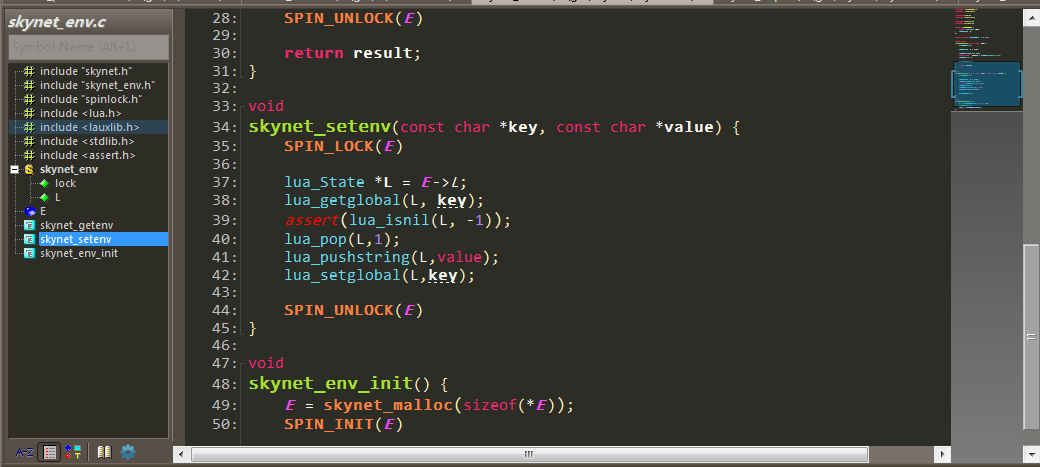 skynet_env.c
Symbol Name (Alt+L)
include "skynet.h"
include "skynet_env.h"
include "spinlock.h"
include <lua.h>
include <lauxlib.h>
include <stdlib.h>
include <assert.h>
skynet_env
lock
L
E
skynet_getenv
skynet_setenv
skynet_env_init
A-Z
28: SPIN_UNLOCK(E)
29:
30: return result;
31: }
32:
33: void
34: skynet_setenv(const char *key, const char *value) {
35: SPIN_LOCK(E)
36:
37: lua_State *L = E->L;
38: lua_getglobal(L, key);
39: assert(lua_isnil(L, -1));
40: lua_pop(L,1);
41: lua_pushstring(L,value);
42: lua_setglobal(L,key);
43:
44: SPIN_UNLOCK(E)
45: }
46:
47: void
48: skynet_env_init() {
49: E = skynet_malloc(sizeof(*E));
50: SPIN_INIT(E)